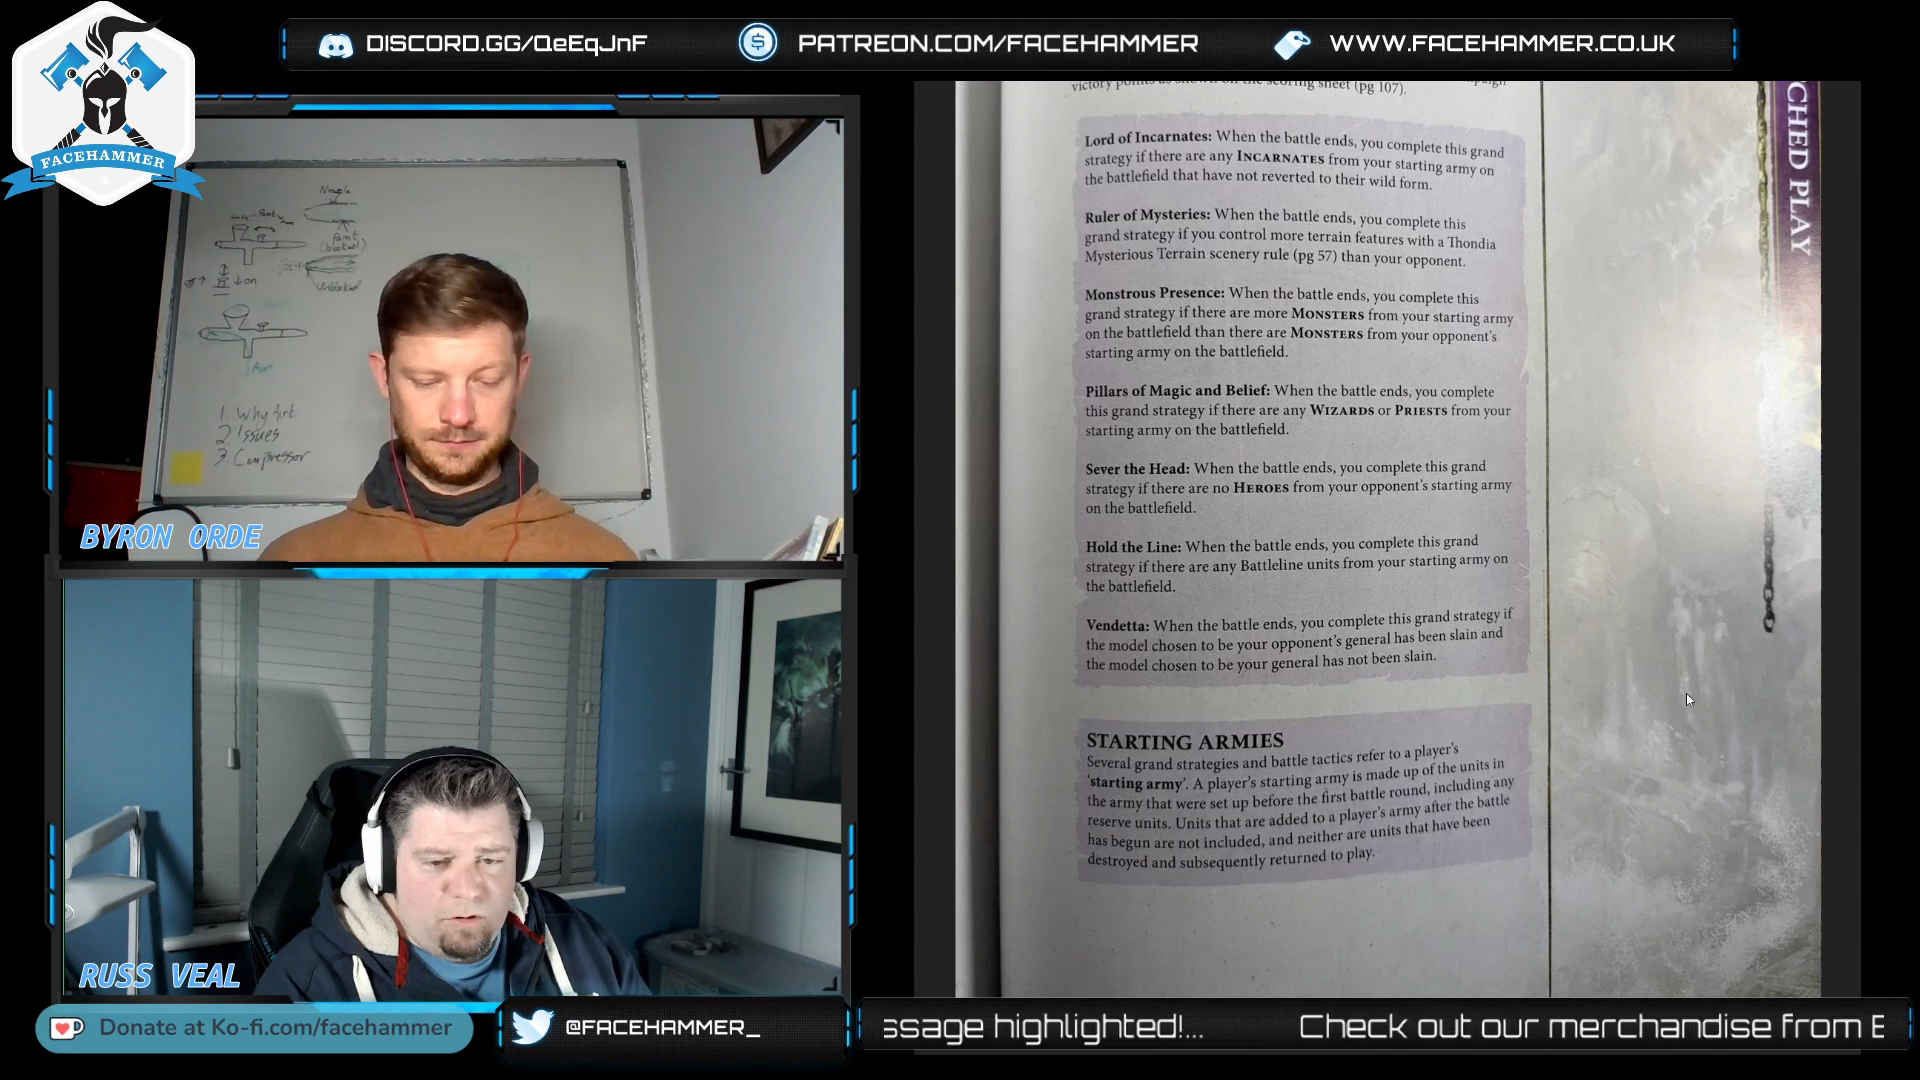 DISCORD.GG/QeEqJnF
PATREON.COM/FACEHAMMER
WWW.FACEHAMMER.CO.UK
FACEHAMMER
Nozzle
Paint
on
Air
1. Why Airb
2. Issues
3. Compressor
BYRON ORDE
RUSS VEAL
victory points as shown on the scoring sheet (pg 107).
CHED PLAY
Lord of Incarnates: When the battle ends, you complete this grand
strategy if there are any INCARNATES from your starting army on
the battlefield that have not reverted to their wild form.
Ruler of Mysteries: When the battle ends, you complete this
grand strategy if you control more terrain features with a Thondia
Mysterious Terrain scenery rule (pg 57) than your opponent.
Monstrous Presence: When the battle ends, you complete this
grand strategy if there are more MONSTERS from your starting army
on the battlefield than there are MONSTERS from your opponent's
starting army on the battlefield.
Pillars of Magic and Belief: When the battle ends, you complete
this grand strategy if there are any WIZARDS or PRIESTS from your
starting army on the battlefield.
Sever the Head: When the battle ends, you complete this grand
strategy if there are no HEROES from your opponent's starting army
on the battlefield.
Hold the Line: When the battle ends, you complete this grand
strategy if there are any Battleline units from your starting army on
the battlefield.
Vendetta: When the battle ends, you complete this grand strategy if
the model chosen to be your opponent's general has been slain and
the model chosen to be your general has not been slain.
STARTING ARMIES
Several grand strategies and battle tactics refer to a player's
'starting army'. A player's starting army is made up of the units in
the army that were set up before the first battle round, including any
reserve units. Units that are added to a player's army after the battle
has begun are not included, and neither are units that have been
destroyed and subsequently returned to play.
Donate at Ko-fi.com/facehammer
@FACEHAMMER_
ssage highlighted!...
Check out our merchandise from E